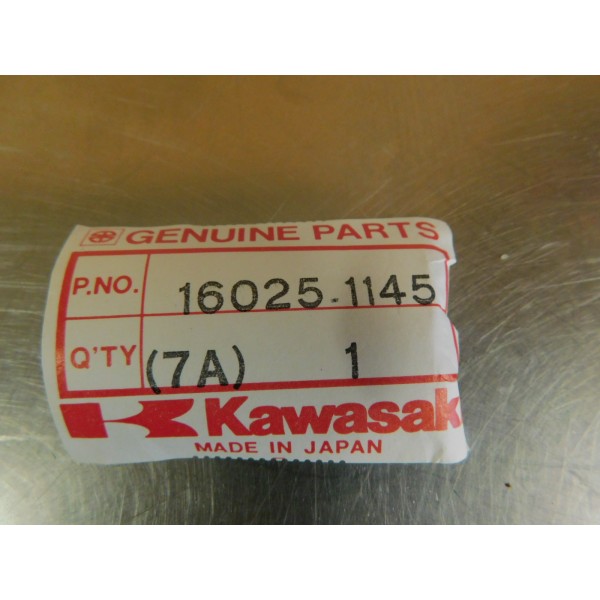 GENUINE PARTS
P.NO. 16025-1145
Q'TY (7A) 1
Kawasak
MADE IN JAPAN